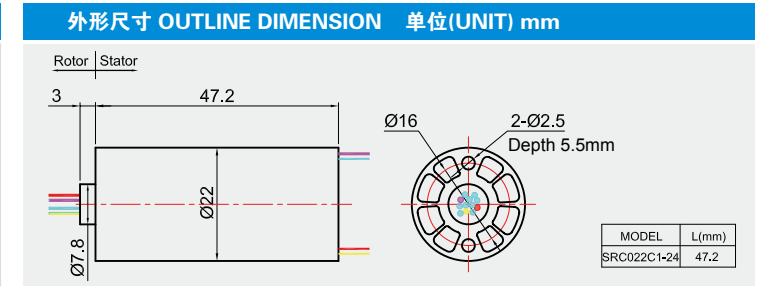 外形尺寸 OUTLINE DIMENSION 单位(UNIT) mm
Rotor Stator
3 47.2
Ø16 2-Ø2.5
Depth 5.5mm
Ø22
Ø7.8
MODEL L(mm)
SRC022C1-24 47.2